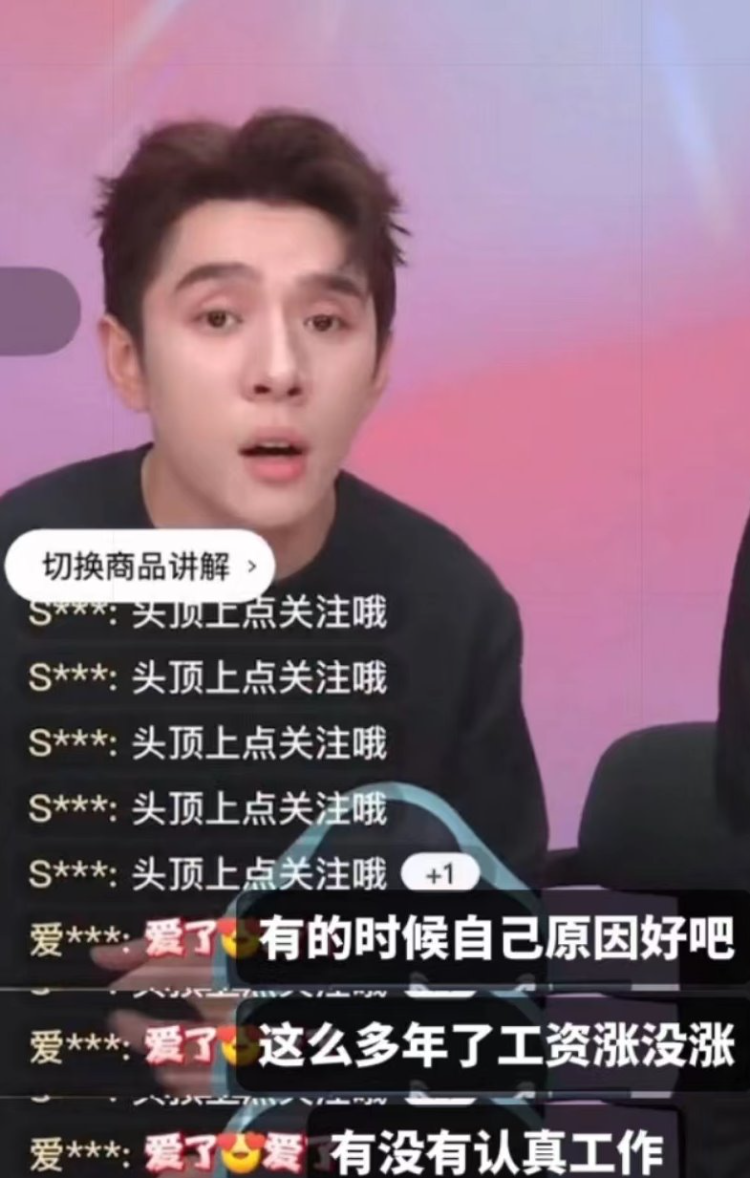 切换商品讲解 >
S***: 头顶上点关注哦
S***: 头顶上点关注哦
S***: 头顶上点关注哦
S***: 头顶上点关注哦
S***: 头顶上点关注哦 +1
爱***: 爱了😍有的时候自己原因好吧
爱***: 爱了😍这么多年了工资涨没涨
爱***: 爱了😍爱 有没有认真工作